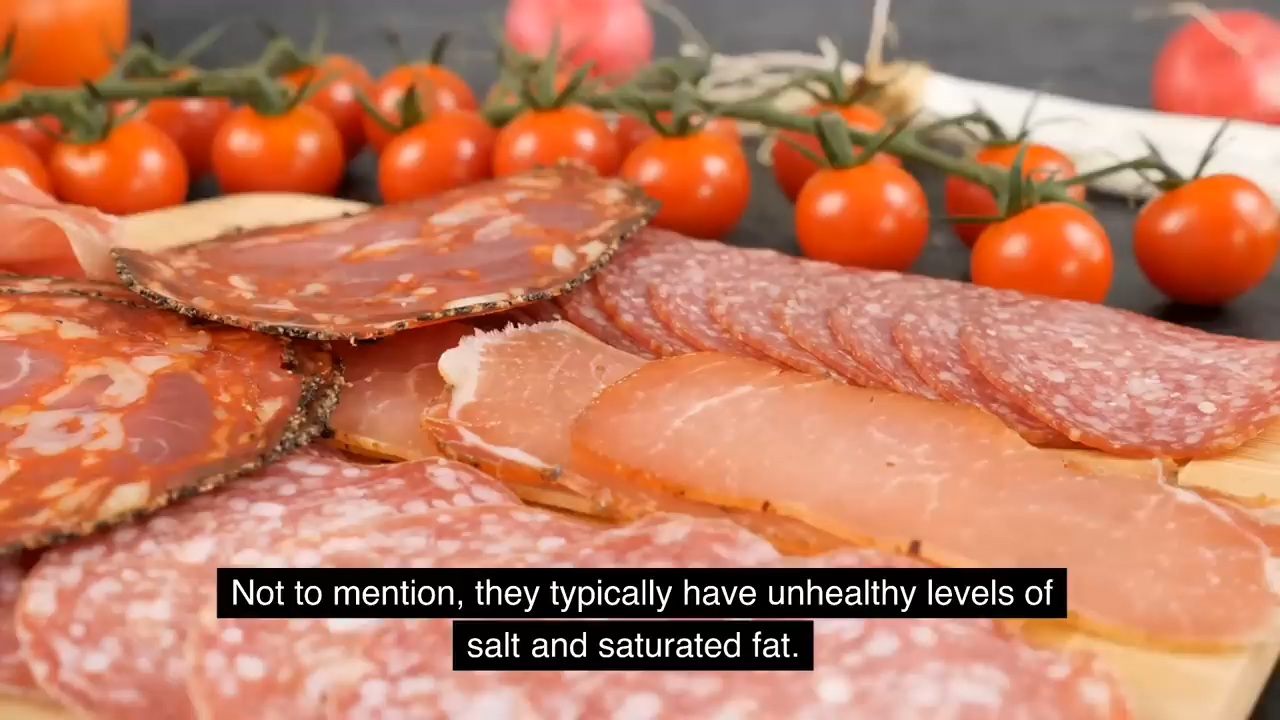 Not to mention, they typically have unhealthy levels of
salt and saturated fat.